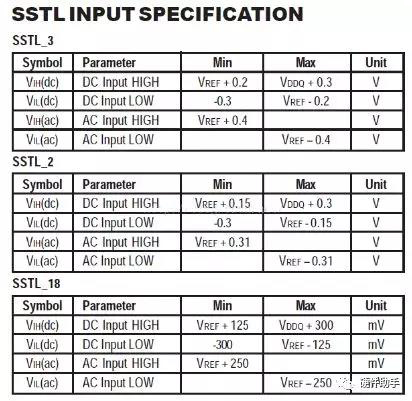 SSTL INPUT SPECIFICATION
SSTL_3
Symbol Parameter Min Max Unit
VIH(dc) DC Input HIGH VREF + 0.2 VDDQ + 0.3 V
VIL(dc) DC Input LOW -0.3 VREF - 0.2 V
VIH(ac) AC Input HIGH VREF + 0.4 V
VIL(ac) AC Input LOW VREF – 0.4 V
SSTL_2
Symbol Parameter Min Max Unit
VIH(dc) DC Input HIGH VREF + 0.15 VDDQ + 0.3 V
VIL(dc) DC Input LOW -0.3 VREF - 0.15 V
VIH(ac) AC Input HIGH VREF + 0.31 V
VIL(ac) AC Input LOW VREF – 0.31 V
SSTL_18
Symbol Parameter Min Max Unit
VIH(dc) DC Input HIGH VREF + 125 VDDQ + 300 mV
VIL(dc) DC Input LOW -300 VREF - 125 mV
VIH(ac) AC Input HIGH VREF + 250 mV
VIL(ac) AC Input LOW VREF – 250 mV
硬件助手